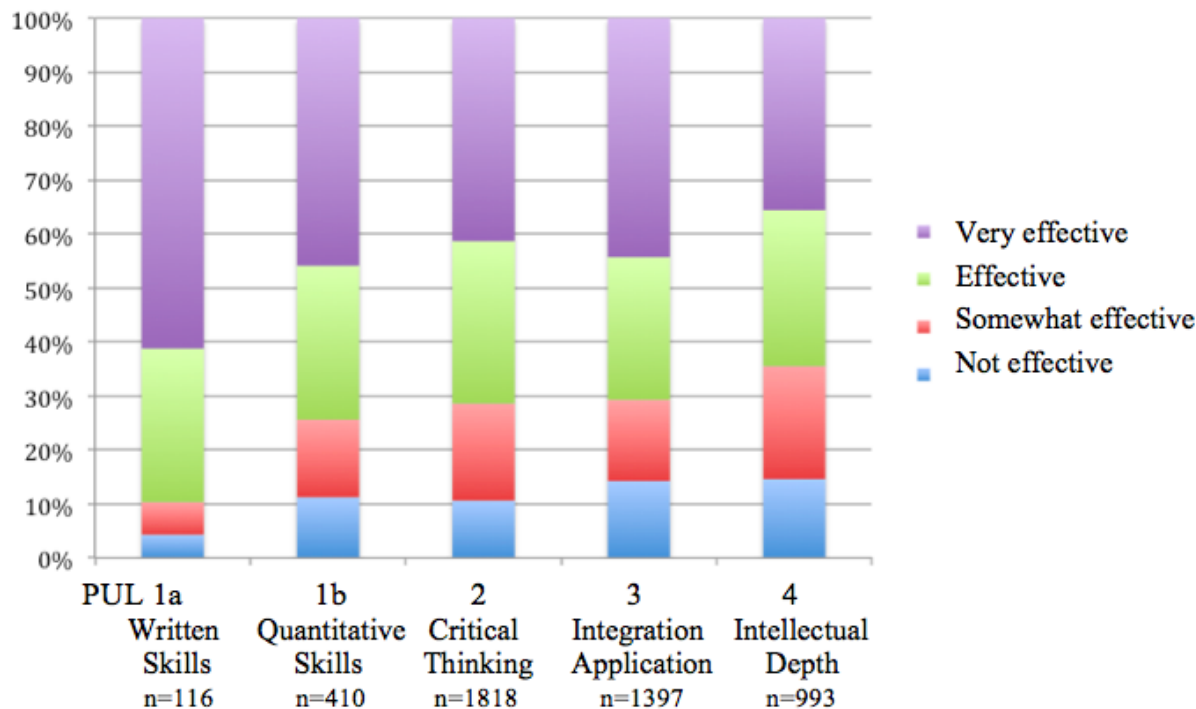 100%
90%
80%
70%
60%
50%
40%
30%
20%
10%
0%
Very effective
Effective
Somewhat effective
Not effective
PUL 1a 1b 2 3 4
Written Quantitative Critical Integration Intellectual
Skills Skills Thinking Application Depth
n=116 n=410 n=1818 n=1397 n=993